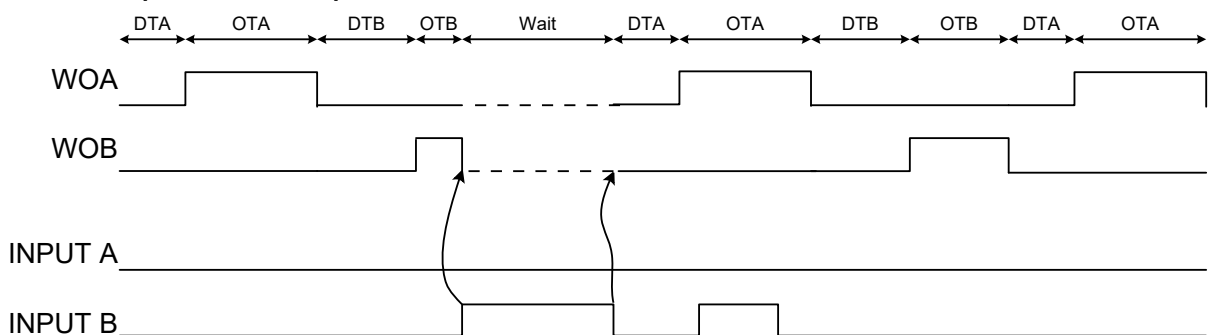 DTA OTA DTB OTB Wait DTA OTA DTB OTB DTA OTA
WOA
WOB
INPUT A
INPUT B